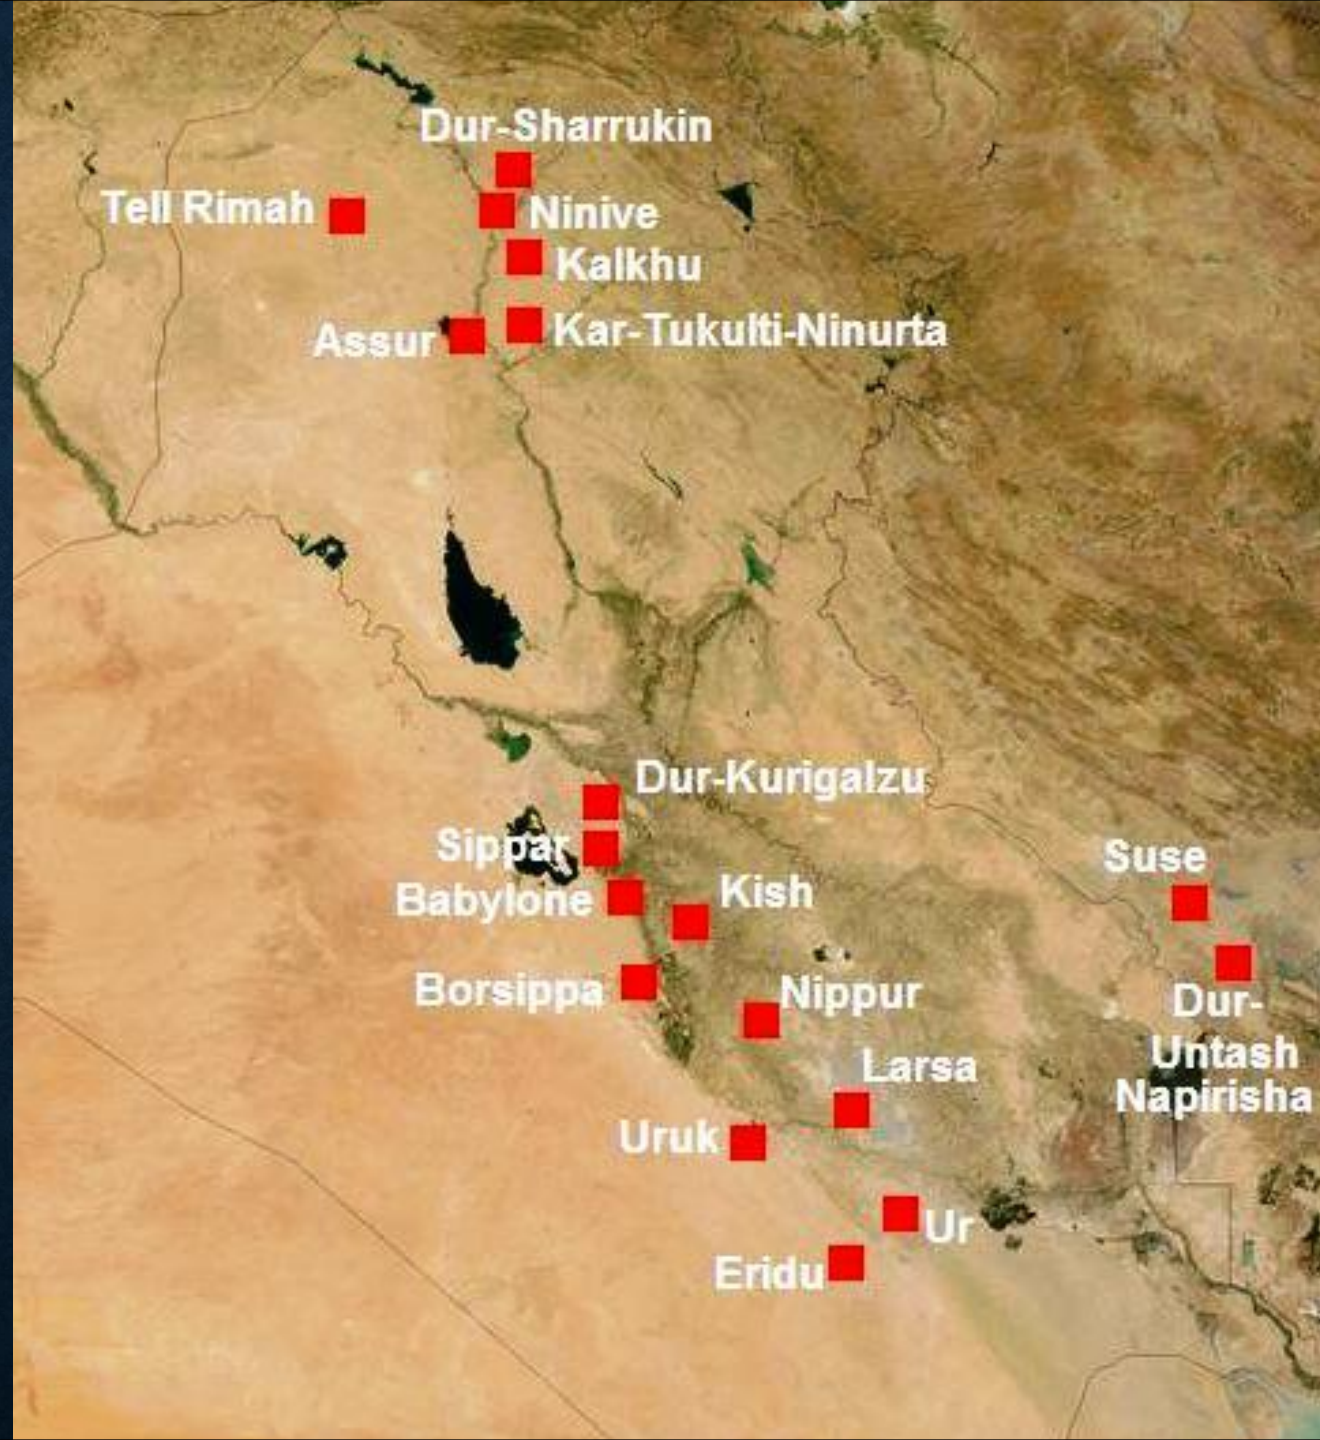 Dur-Sharrukin
Tell Rimah
Ninive
Kalkhu
Assur
Kar-Tukulti-Ninurta
Dur-Kurigalzu
Sippar
Suse
Babylone
Kish
Borsippa
Nippur
Dur-
Untash
Napirisha
Larsa
Uruk
Ur
Eridu